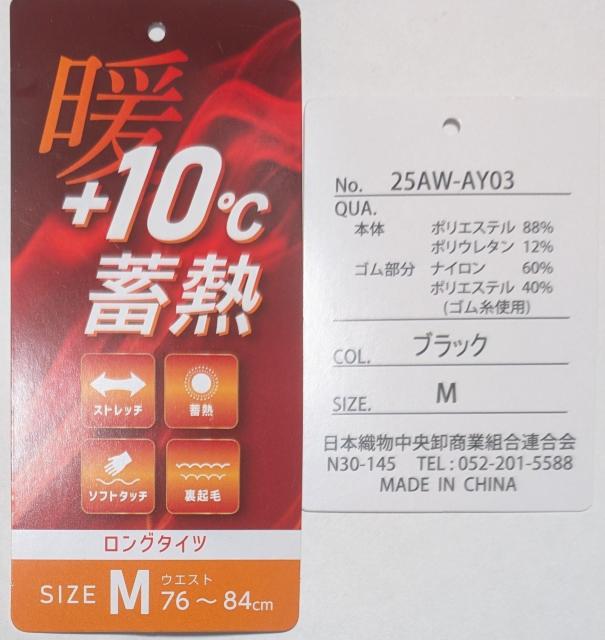 暖
+10℃
蓄熱
ストレッチ
蓄熱
ソフトタッチ
裏起毛
ロングタイツ
SIZE M ウエスト 76～84cm
No. 25AW-AY03
QUA.
本体 ポリエステル 88%
ポリウレタン 12%
ゴム部分 ナイロン 60%
ポリエステル 40%
(ゴム糸使用)
COL. ブラック
SIZE. M
日本織物中央卸商業組合連合会
N30-145 TEL:052-201-5588
MADE IN CHINA